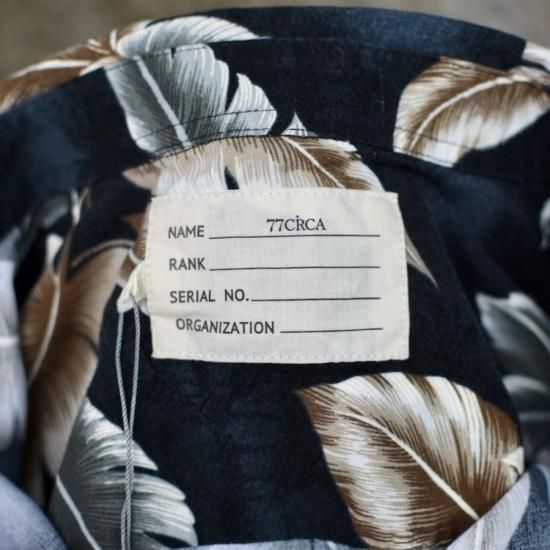 NAME 77CIRCA
RANK
SERIAL NO.
ORGANIZATION